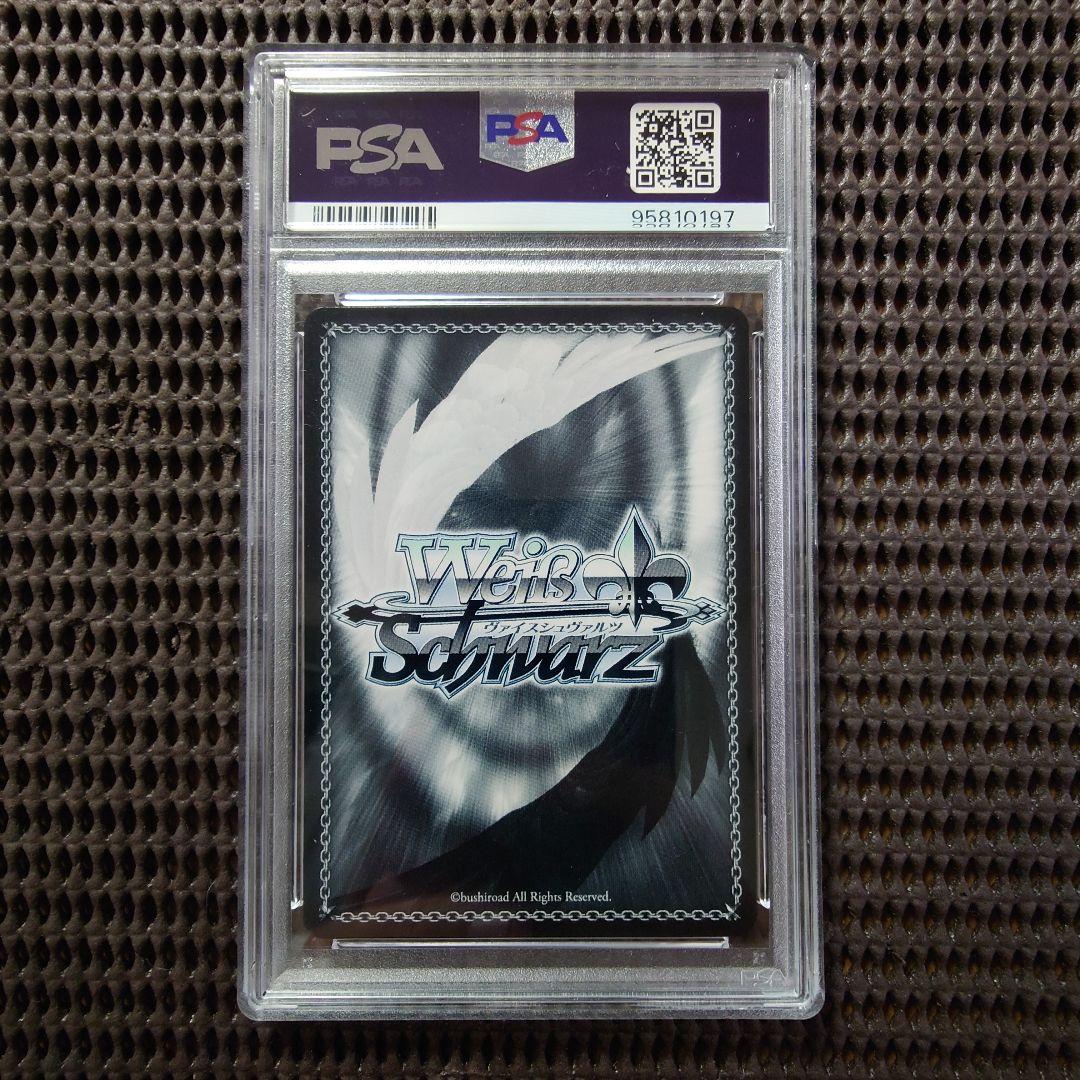 PSA
PSA
95810197
Weiß
ヴァイスシュヴァルツ
Schwarz
©bushiroad All Rights Reserved.